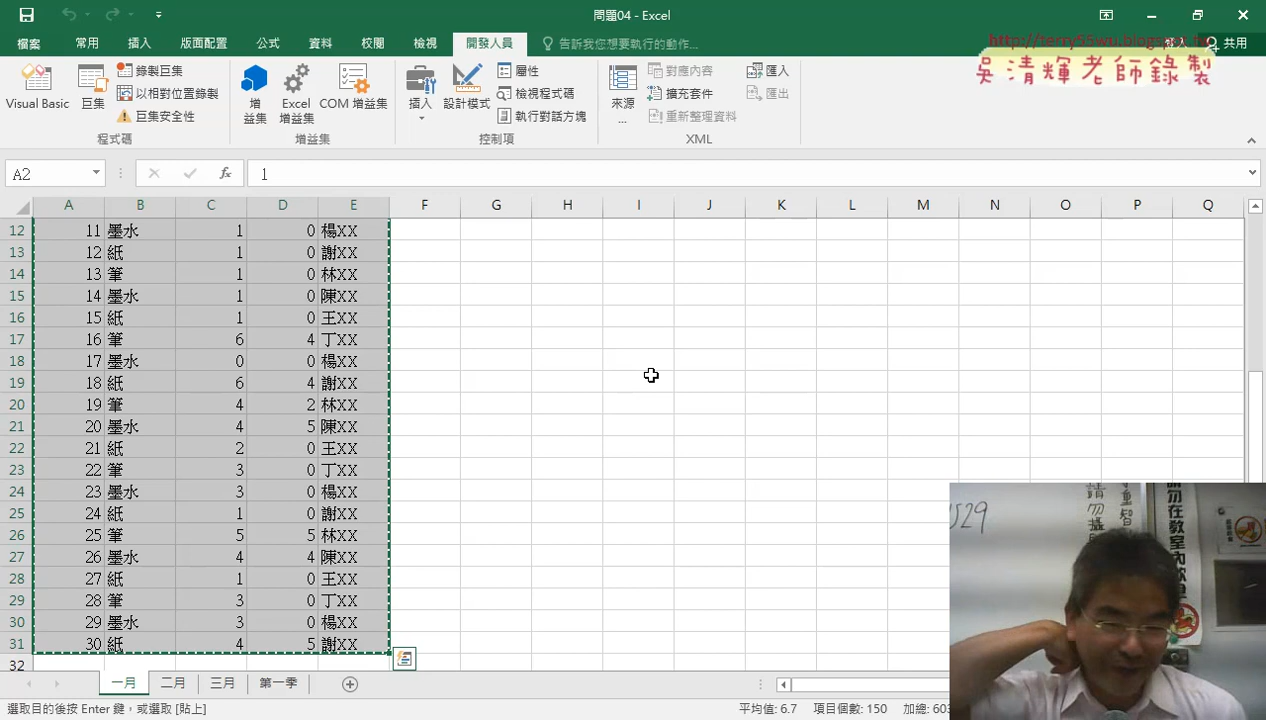 問題04 - Excel
檔案 常用 插入 版面配置 公式 資料 校閱 檢視 開發人員 告訴我您想要執行的動作... 登入 共用
http://terry55wu.blogspot.tw
吳清輝老師錄製
Visual Basic 巨集 錄製巨集 以相對位置錄製 巨集安全性 程式碼
增益集 Excel 增益集 COM 增益集 增益集
插入 設計模式 屬性 檢視程式碼 執行對話方塊 控制項
來源 ... 對應內容 擴充套件 重新整理資料 匯入 匯出 XML
A2 fx 1
A B C D E F G H I J K L M N O P Q
12 11 墨水 1 0 楊XX
13 12 紙 1 0 謝XX
14 13 筆 1 0 林XX
15 14 墨水 1 0 陳XX
16 15 紙 1 0 王XX
17 16 筆 6 4 丁XX
18 17 墨水 0 0 楊XX
19 18 紙 6 4 謝XX
20 19 筆 4 2 林XX
21 20 墨水 4 5 陳XX
22 21 紙 2 0 王XX
23 22 筆 3 0 丁XX
24 23 墨水 3 0 楊XX
25 24 紙 1 0 謝XX
26 25 筆 5 5 林XX
27 26 墨水 4 4 陳XX
28 27 紙 1 0 王XX
29 28 筆 3 0 丁XX
30 29 墨水 3 0 楊XX
31 30 紙 4 5 謝XX
32
一月 二月 三月 第一季
選取目的後按 Enter 鍵，或選取 [貼上] 平均值: 6.7 項目個數: 150 加總: 603
529
請勿在教室內飲